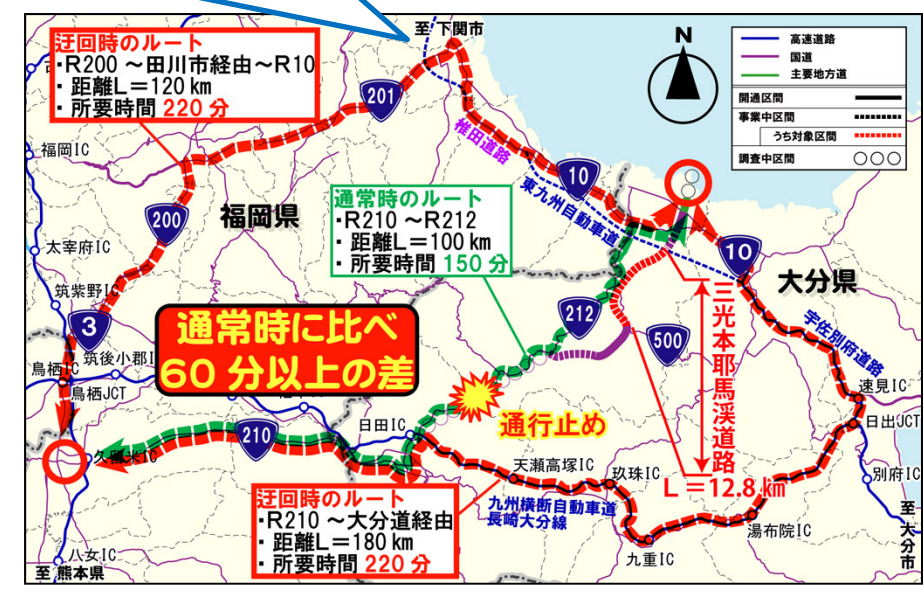 至 下関市
迂回時のルート
・R200 ～田川市経由～R10
・距離L＝120 km
・所要時間 220 分
N
高速道路
国道
主要地方道
開通区間
事業中区間
うち対象区間
調査中区間
201
椎田道路
福岡IC
10
東九州自動車道
通常時のルート
・R210 ～R212
・距離L＝100 km
・所要時間 150 分
200
福岡県
太宰府IC
10
大分県
筑紫野IC
3
通常時に比べ
60 分以上の差
212
500
三光本耶馬渓道路
L＝12.8 km
宇佐別府道路
鳥栖IC
筑後小郡I
鳥栖JCT
速見IC
日出JCT
通行止め
日田IC
210
久留米IC
天瀬高塚IC
玖珠IC
別府IC
迂回時のルート
・R210 ～大分道経由
・距離L＝180 km
・所要時間 220 分
九州横断自動車道
長崎大分線
湯布院IC
至 大分市
九重IC
八女IC
至 熊本県